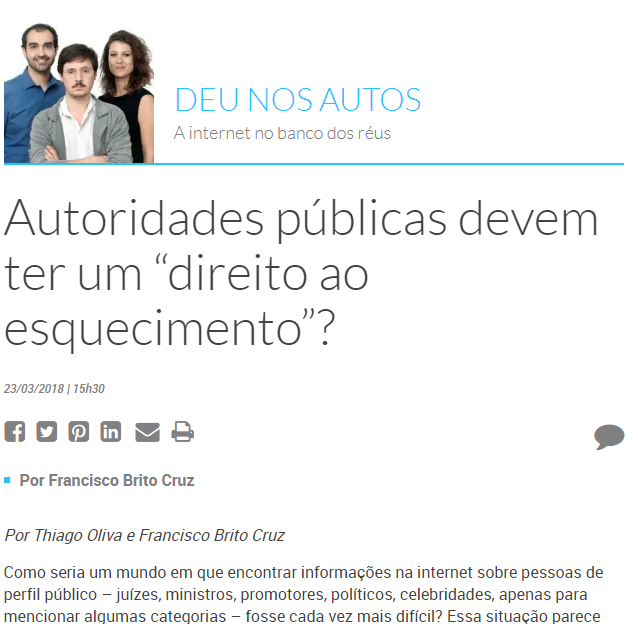 DEU NOS AUTOS
A internet no banco dos réus
Autoridades públicas devem
ter um “direito ao
esquecimento”?
23/03/2018 | 15h30
Por Francisco Brito Cruz
Por Thiago Oliva e Francisco Brito Cruz
Como seria um mundo em que encontrar informações na internet sobre pessoas de
perfil público – juízes, ministros, promotores, políticos, celebridades, apenas para
mencionar algumas categorias – fosse cada vez mais difícil? Essa situação parece